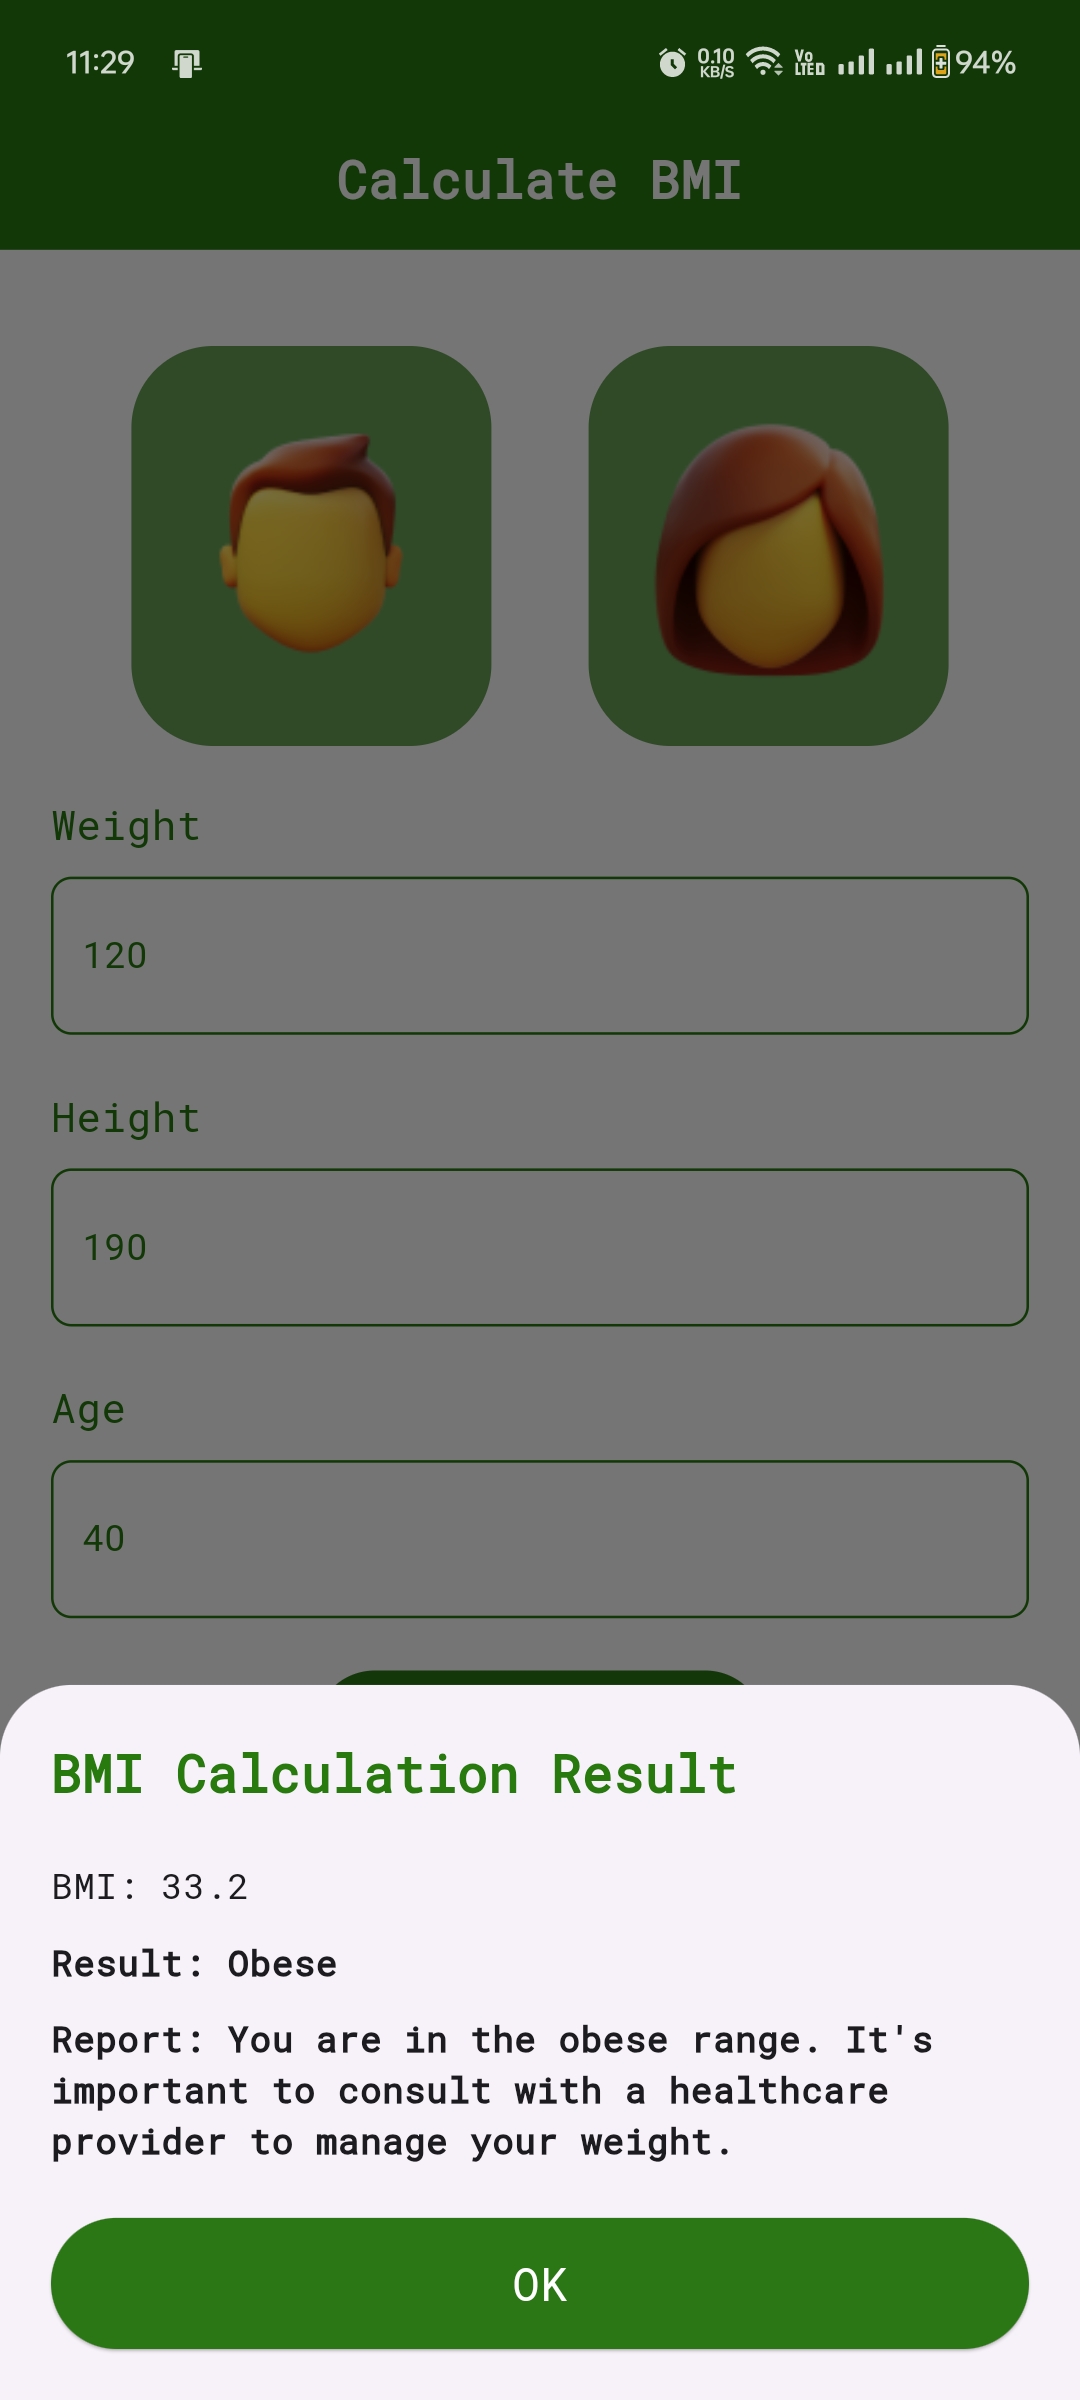 11:29 0.10 KB/S Vo LTE 94%
Calculate BMI
Weight
120
Height
190
Age
40
BMI Calculation Result
BMI: 33.2
Result: Obese
Report: You are in the obese range. It's
important to consult with a healthcare
provider to manage your weight.
OK